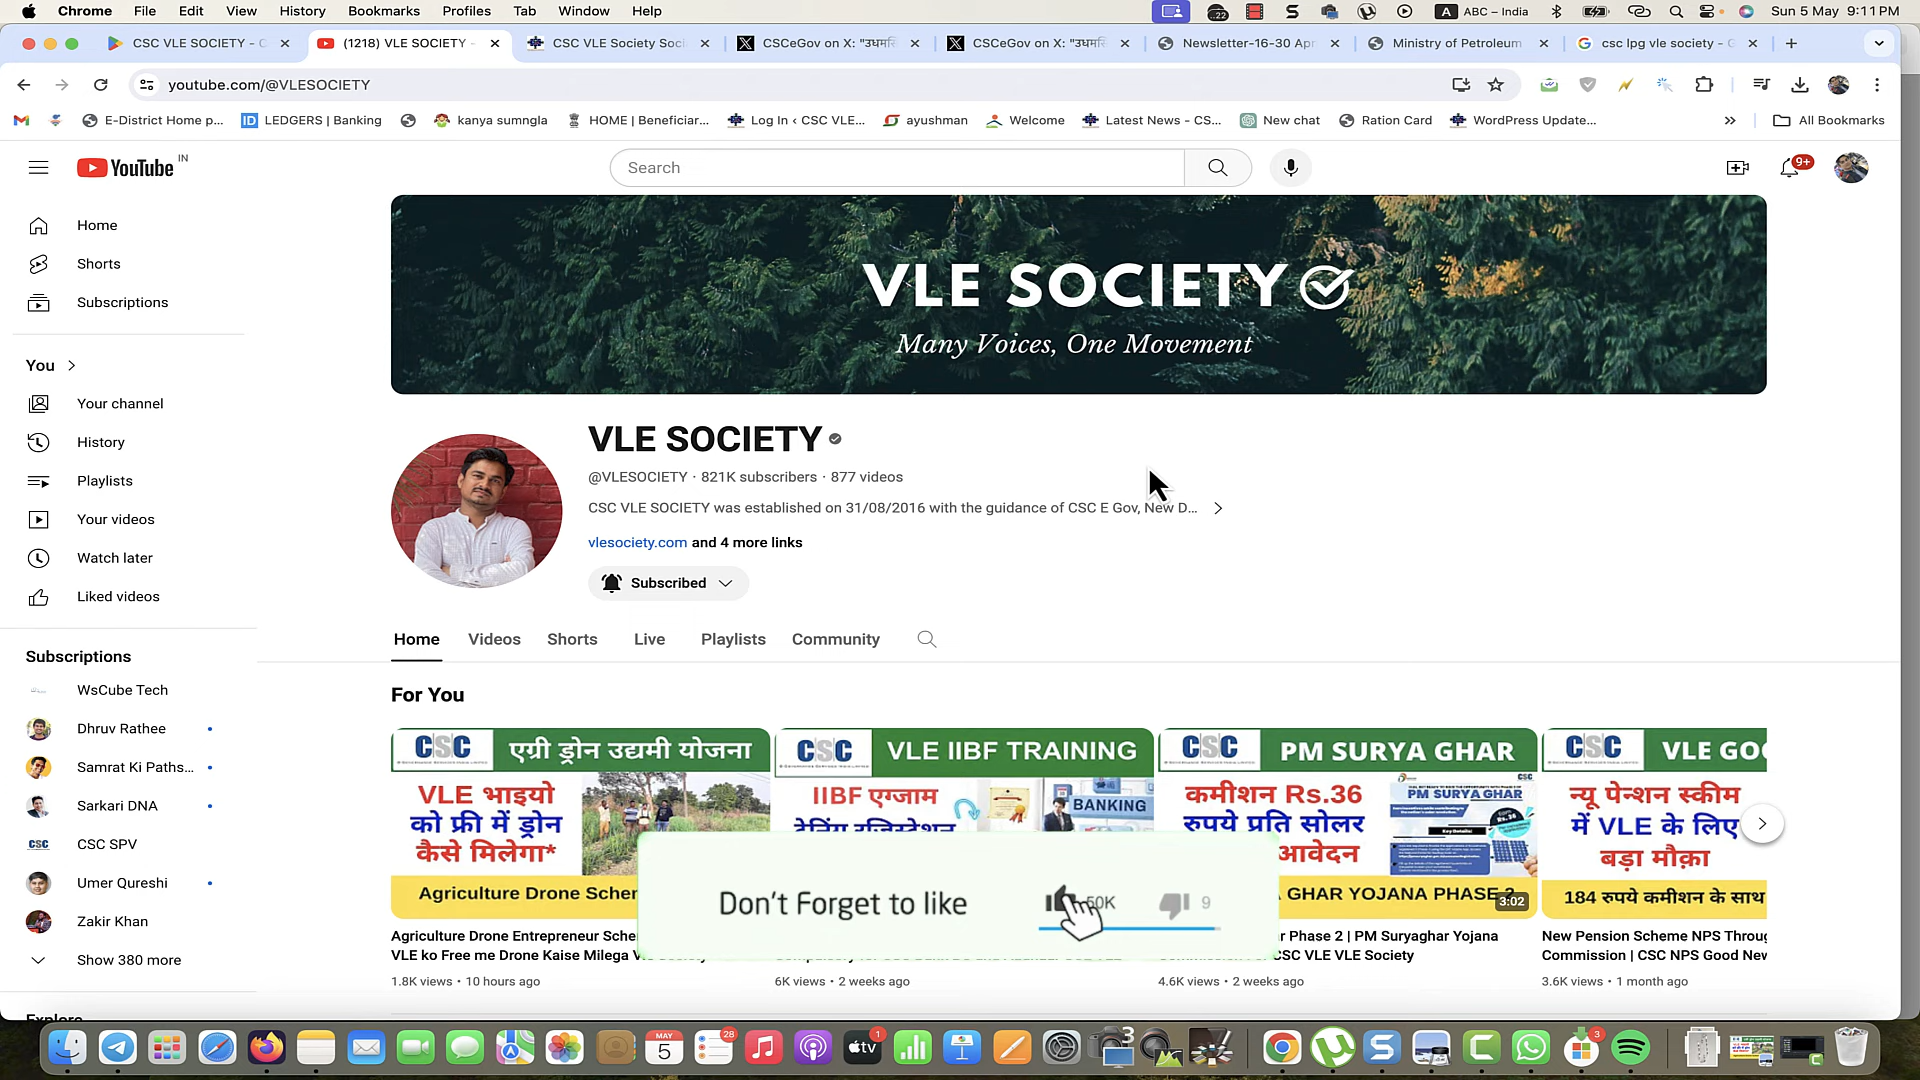 Chrome File Edit View History Bookmarks Profiles Tab Window Help
A ABC – India Sun 5 May 9:11 PM
CSC VLE SOCIETY - C
(1218) VLE SOCIETY -
CSC VLE Society Soci
CSCeGov on X: "उधमसि
CSCeGov on X: "उधमसि
Newsletter-16-30 Apr
Ministry of Petroleum
csc lpg vle society - G
youtube.com/@VLESOCIETY
E-District Home p...
LEDGERS | Banking
kanya sumngla
HOME | Beneficiar...
Log In ‹ CSC VLE...
ayushman
Welcome
Latest News - CS...
New chat
Ration Card
WordPress Update...
All Bookmarks
YouTube IN
Search
9+
Home
Shorts
Subscriptions
You
Your channel
History
Playlists
Your videos
Watch later
Liked videos
Subscriptions
WsCube Tech
Dhruv Rathee
Samrat Ki Paths...
Sarkari DNA
CSC SPV
Umer Qureshi
Zakir Khan
Show 380 more
Explore
VLE SOCIETY
Many Voices, One Movement
VLE SOCIETY
@VLESOCIETY · 821K subscribers · 877 videos
CSC VLE SOCIETY was established on 31/08/2016 with the guidance of CSC E Gov, New D...
vlesociety.com and 4 more links
Subscribed
Home Videos Shorts Live Playlists Community
For You
CSC एग्री ड्रोन उद्यमी योजना
VLE भाइयो
को फ्री में ड्रोन
कैसे मिलेगा*
Agriculture Drone Schem
Agriculture Drone Entrepreneur Sche
VLE ko Free me Drone Kaise Milega
1.8K views • 10 hours ago
CSC VLE IIBF TRAINING
IIBF एग्जाम
BANKING
6K views • 2 weeks ago
CSC PM SURYA GHAR
कमीशन Rs.36
रुपये प्रति सोलर
आवेदन
PM SURYA GHAR
GHAR YOJANA PHASE 2
3:02
r Phase 2 | PM Suryaghar Yojana
CSC VLE VLE Society
4.6K views • 2 weeks ago
CSC VLE GOO
न्यू पेन्शन स्कीम
में VLE के लिए
बड़ा मौक़ा
184 रुपये कमीशन के साथ
New Pension Scheme NPS Throug
Commission | CSC NPS Good New
3.6K views • 1 month ago
Don't Forget to like 50K 9
MAY
5
28
tv
1
3
3